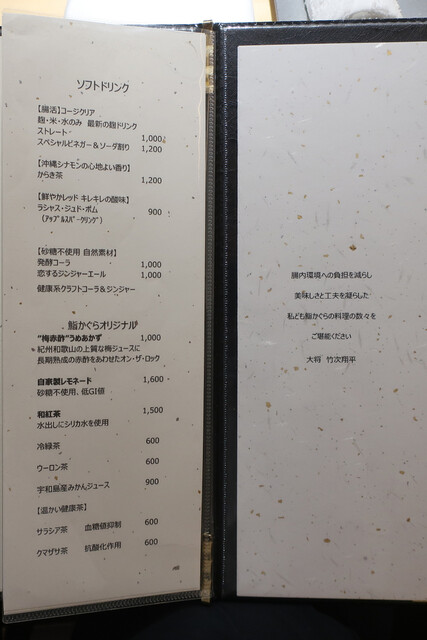 ソフトドリンク
【腸活】コージクリア
麹・米・水のみ 最新の麹ドリンク
ストレート 1,000
スペシャルビネガー＆ソーダ割り 1,200
【沖縄シナモンの心地よい香り】
からき茶 1,200
【鮮やかレッド キレキレの酸味】
ラシャス・ジュド・ポム 900
（アップルスパークリング）
【砂糖不使用 自然素材】
発酵コーラ 1,000
恋するジンジャーエール 1,000
健康系クラフトコーラ＆ジンジャー
鮨かぐらオリジナル
"梅赤酢"うめあかず 1,000
紀州和歌山の上質な梅ジュースに
長期熟成の赤酢をあわせたオン・ザ・ロック
自家製レモネード 1,600
砂糖不使用、低GI値
和紅茶 1,500
水出しにシリカ水を使用
冷緑茶 600
ウーロン茶 600
宇和島産みかんジュース 900
【温かい健康茶】
サラシア茶 血糖値抑制 600
クマザサ茶 抗酸化作用 600
腸内環境への負担を減らし
美味しさと工夫を凝らした
私ども鮨かぐらの料理の数々を
ご堪能ください
大将 竹次翔平